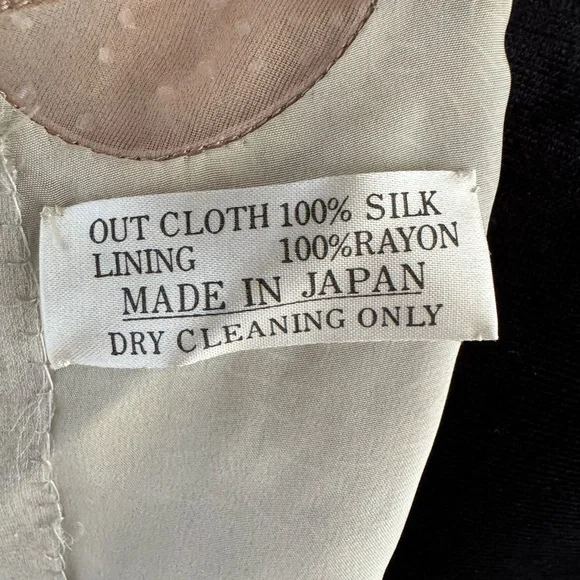 OUT CLOTH 100% SILK
LINING 100%RAYON
MADE IN JAPAN
DRY CLEANING ONLY